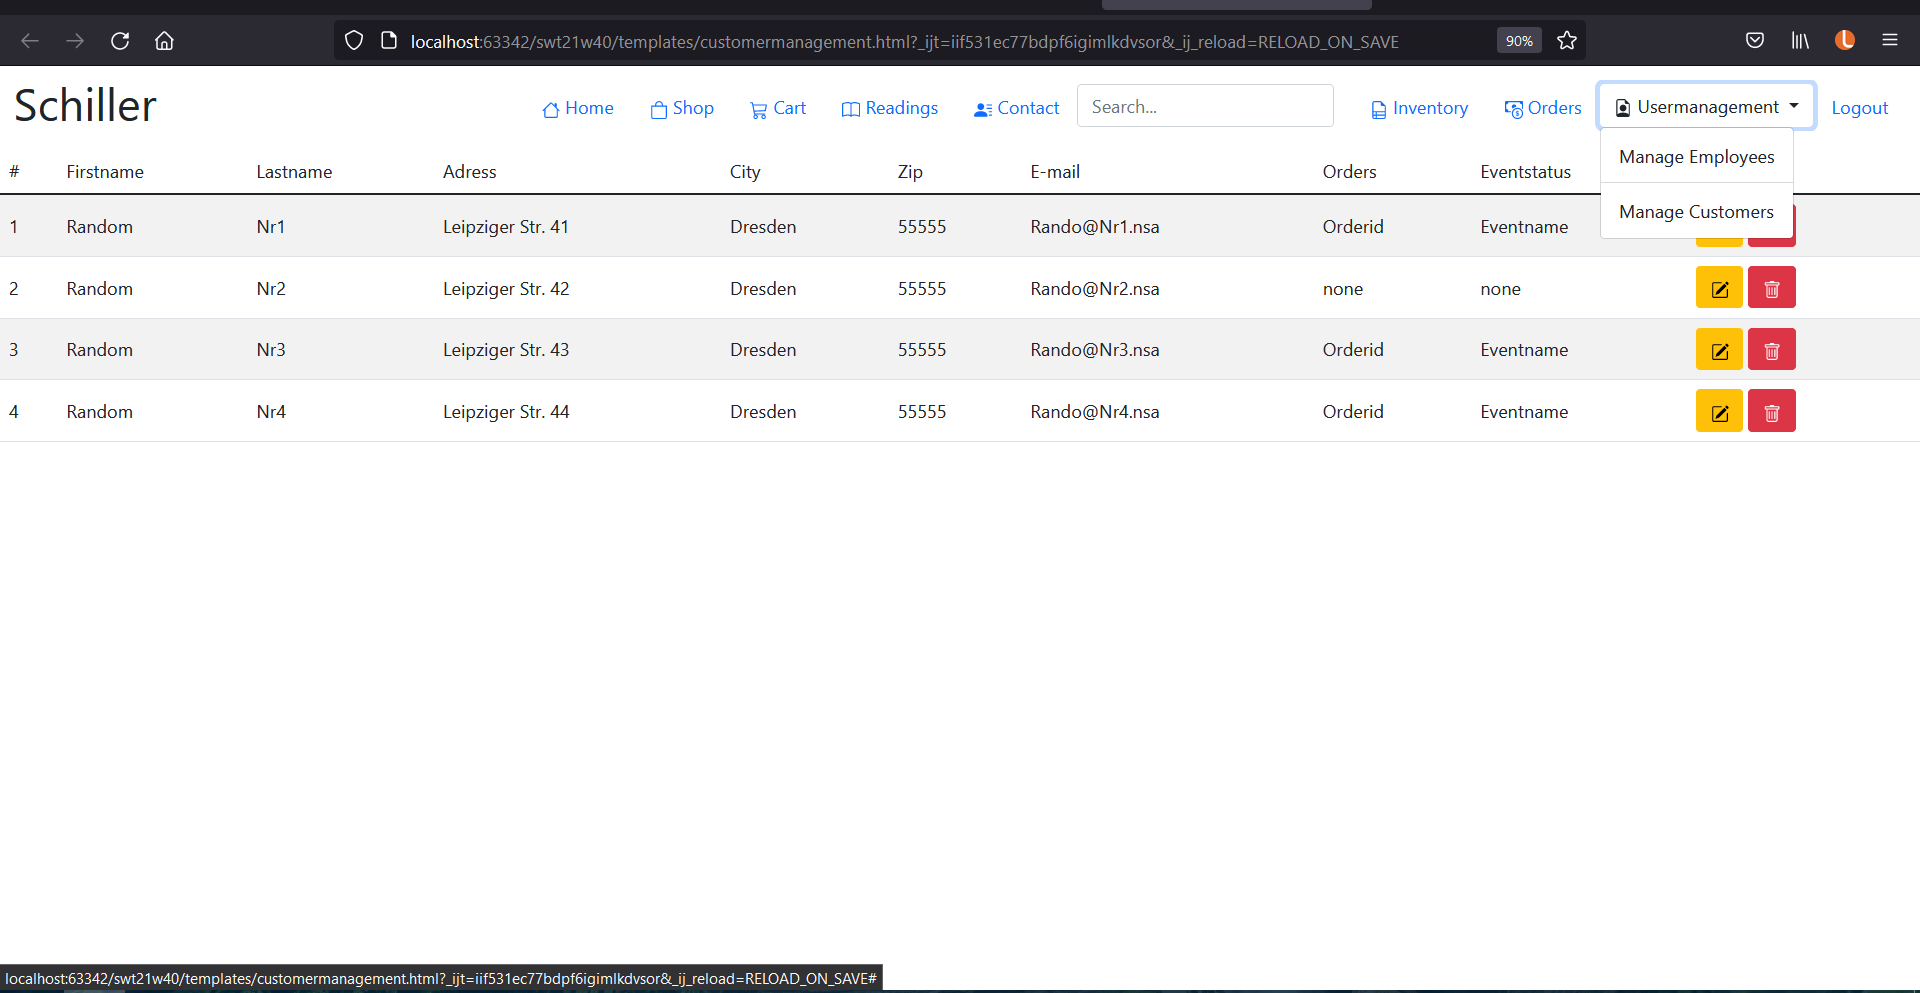 localhost:63342/swt21w40/templates/customermanagement.html?_ijt=iif531ec77bdpf6igimlkdvsor&_ij_reload=RELOAD_ON_SAVE 90%
Schiller Home Shop Cart Readings Contact Search... Inventory Orders Usermanagement Logout
Manage Employees
Manage Customers
# Firstname Lastname Adress City Zip E-mail Orders Eventstatus
1 Random Nr1 Leipziger Str. 41 Dresden 55555 Rando@Nr1.nsa Orderid Eventname
2 Random Nr2 Leipziger Str. 42 Dresden 55555 Rando@Nr2.nsa none none
3 Random Nr3 Leipziger Str. 43 Dresden 55555 Rando@Nr3.nsa Orderid Eventname
4 Random Nr4 Leipziger Str. 44 Dresden 55555 Rando@Nr4.nsa Orderid Eventname
localhost:63342/swt21w40/templates/customermanagement.html?_ijt=iif531ec77bdpf6igimlkdvsor&_ij_reload=RELOAD_ON_SAVE#